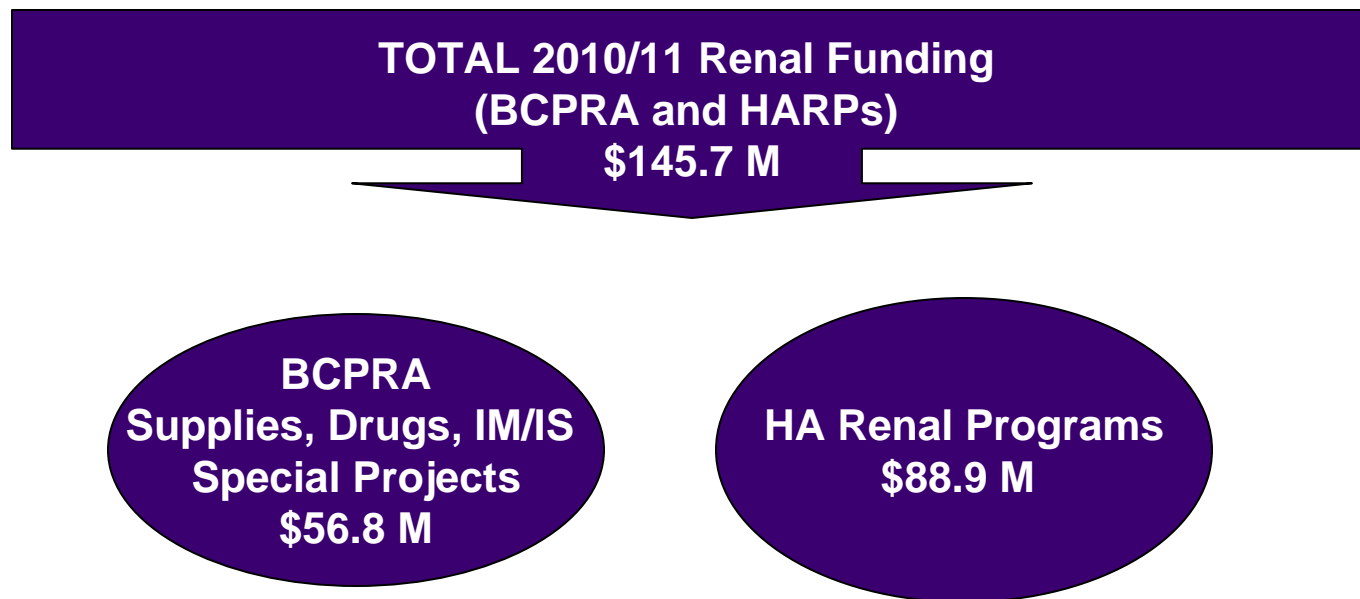 TOTAL 2010/11 Renal Funding
(BCPRA and HARPs)
$145.7 M
BCPRA
Supplies, Drugs, IM/IS
Special Projects
$56.8 M
HA Renal Programs
$88.9 M